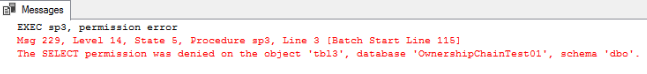 Messages
EXEC sp3, permission error
Msg 229, Level 14, State 5, Procedure sp3, Line 3 [Batch Start Line 115]
The SELECT permission was denied on the object 'tbl3', database 'OwnershipChainTest01', schema 'dbo'.